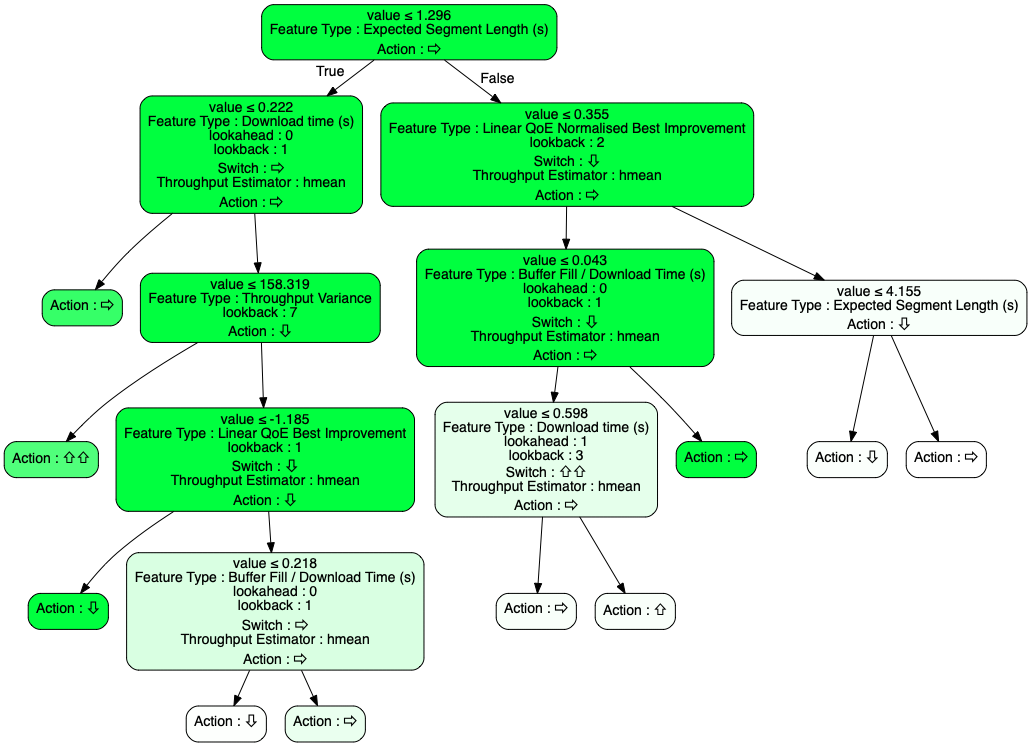 value ≤ 1.296
Feature Type : Expected Segment Length (s)
Action : ⇨
True
False
value ≤ 0.222
Feature Type : Download time (s)
lookahead : 0
lookback : 1
Switch : ⇨
Throughput Estimator : hmean
Action : ⇨
value ≤ 0.355
Feature Type : Linear QoE Normalised Best Improvement
lookback : 2
Switch : ⇩
Throughput Estimator : hmean
Action : ⇨
Action : ⇨
value ≤ 158.319
Feature Type : Throughput Variance
lookback : 7
Action : ⇩
value ≤ 0.043
Feature Type : Buffer Fill / Download Time (s)
lookahead : 0
lookback : 1
Switch : ⇩
Throughput Estimator : hmean
Action : ⇨
value ≤ 4.155
Feature Type : Expected Segment Length (s)
Action : ⇩
Action : ⇧⇧
value ≤ -1.185
Feature Type : Linear QoE Best Improvement
lookback : 1
Switch : ⇩
Throughput Estimator : hmean
Action : ⇩
value ≤ 0.598
Feature Type : Download time (s)
lookahead : 1
lookback : 3
Switch : ⇧⇧
Throughput Estimator : hmean
Action : ⇨
Action : ⇨
Action : ⇩
Action : ⇨
Action : ⇩
value ≤ 0.218
Feature Type : Buffer Fill / Download Time (s)
lookahead : 0
lookback : 1
Switch : ⇨
Throughput Estimator : hmean
Action : ⇨
Action : ⇨
Action : ⇧
Action : ⇩
Action : ⇨